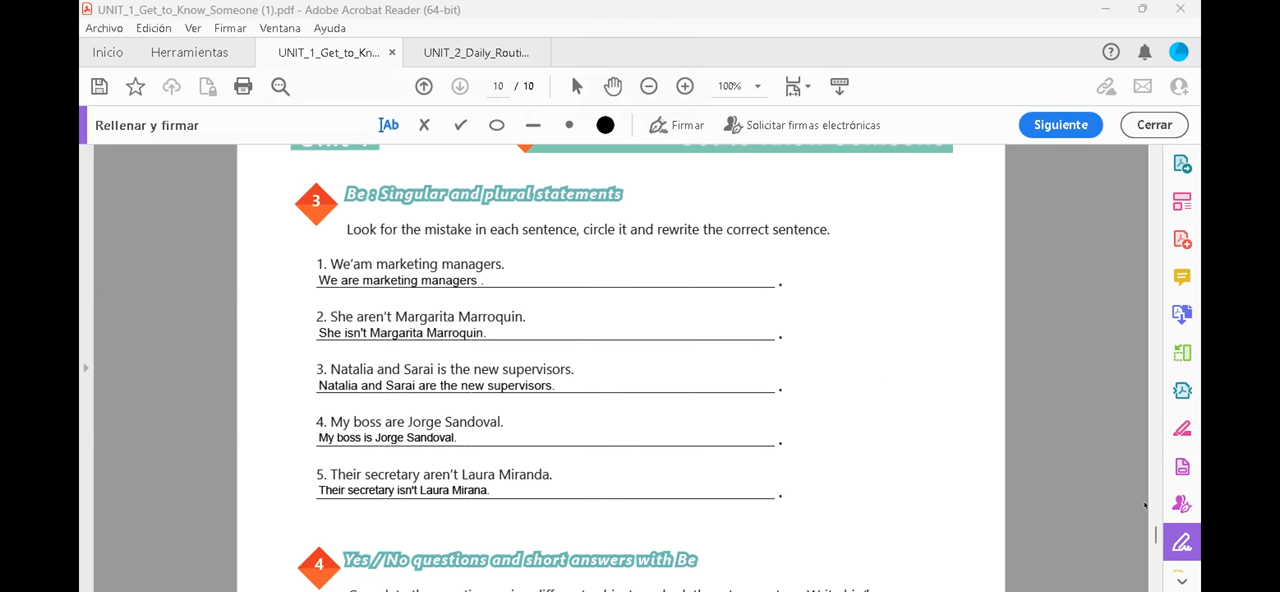 UNIT_1_Get_to_Know_Someone (1).pdf - Adobe Acrobat Reader (64-bit)
Archivo Edición Ver Firmar Ventana Ayuda
Inicio Herramientas UNIT_1_Get_to_Kn... × UNIT_2_Daily_Routi...
10 / 10 100%
Rellenar y firmar Ab Firmar Solicitar firmas electrónicas Siguiente Cerrar
3 Be : Singular and plural statements
Look for the mistake in each sentence, circle it and rewrite the correct sentence.
1. We'am marketing managers.
We are marketing managers . .
2. She aren't Margarita Marroquin.
She isn't Margarita Marroquin. .
3. Natalia and Sarai is the new supervisors.
Natalia and Sarai are the new supervisors. .
4. My boss are Jorge Sandoval.
My boss is Jorge Sandoval. .
5. Their secretary aren't Laura Miranda.
Their secretary isn't Laura Mirana. .
4 Yes / No questions and short answers with Be